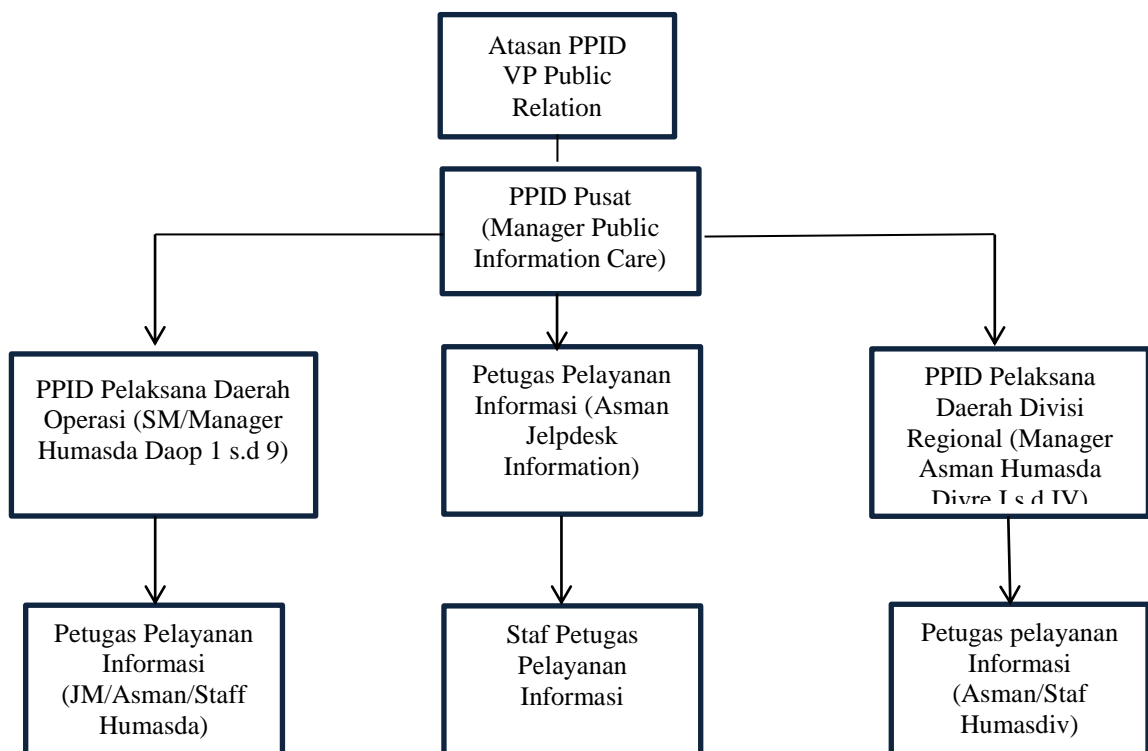 Atasan PPID
VP Public
Relation
PPID Pusat
(Manager Public
Information Care)
PPID Pelaksana Daerah
Operasi (SM/Manager
Humasda Daop 1 s.d 9)
Petugas Pelayanan
Informasi (Asman
Jelpdesk
Information)
PPID Pelaksana
Daerah Divisi
Regional (Manager
Asman Humasda
Divre I s.d IV)
Petugas Pelayanan
Informasi
(JM/Asman/Staff
Humasda)
Staf Petugas
Pelayanan
Informasi
Petugas pelayanan
Informasi
(Asman/Staf
Humasdiv)